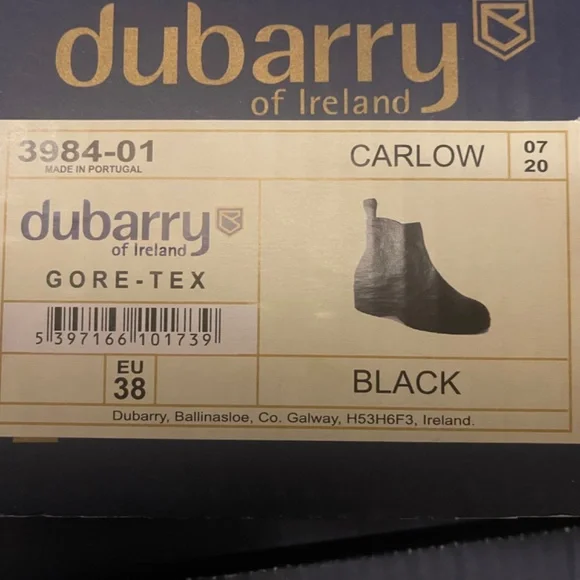 dubarry
of Ireland
3984-01
MADE IN PORTUGAL
CARLOW
07
20
dubarry
of Ireland
GORE-TEX
5 397166 101739
EU
38
BLACK
Dubarry, Ballinasloe, Co. Galway, H53H6F3, Ireland.